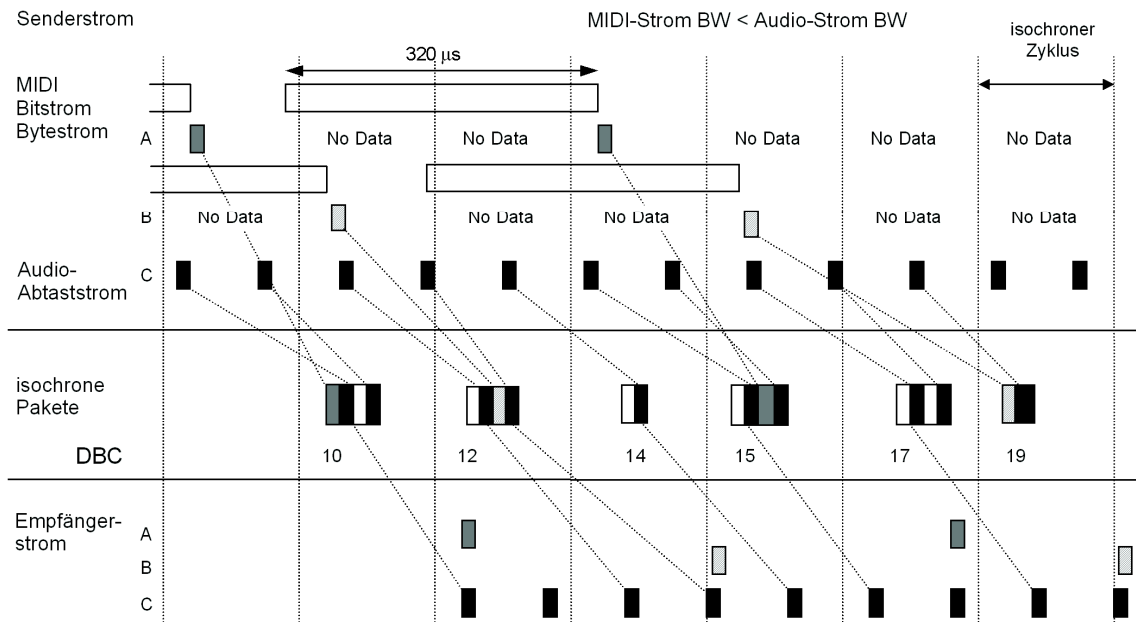 Senderstrom
MIDI-Strom BW < Audio-Strom BW
isochroner
Zyklus
320 µs
MIDI
Bitstrom
Bytestrom
A No Data No Data No Data No Data No Data
B No Data No Data No Data No Data No Data
Audio-
Abtaststrom
C
isochrone
Pakete
DBC 10 12 14 15 17 19
Empfänger-
strom
A
B
C